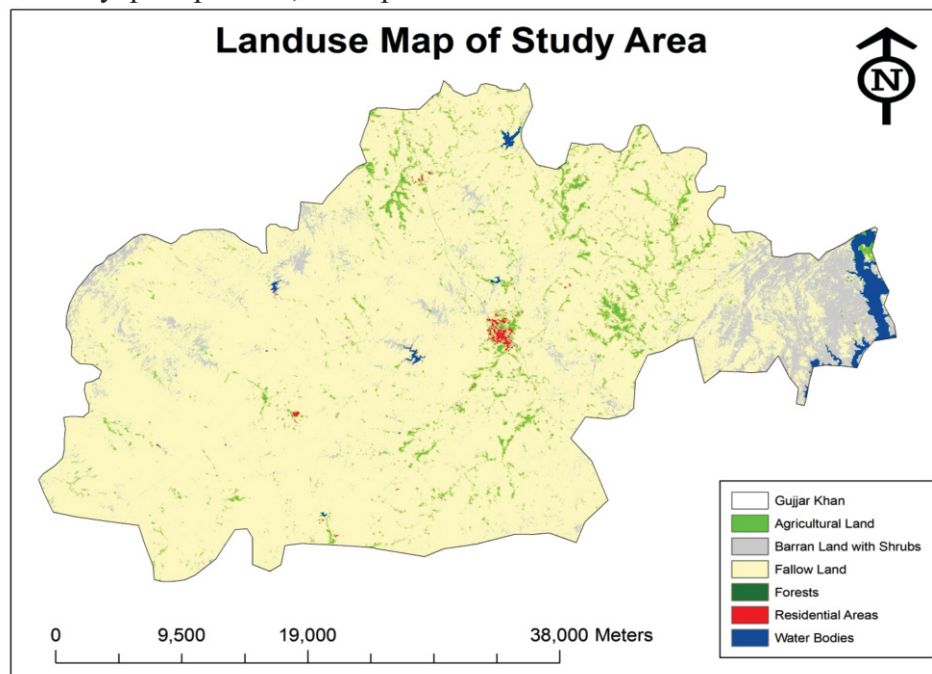 Landuse Map of Study Area
N
Gujjar Khan
Agricultural Land
Barran Land with Shrubs
Fallow Land
Forests
Residential Areas
Water Bodies
0 9,500 19,000 38,000 Meters